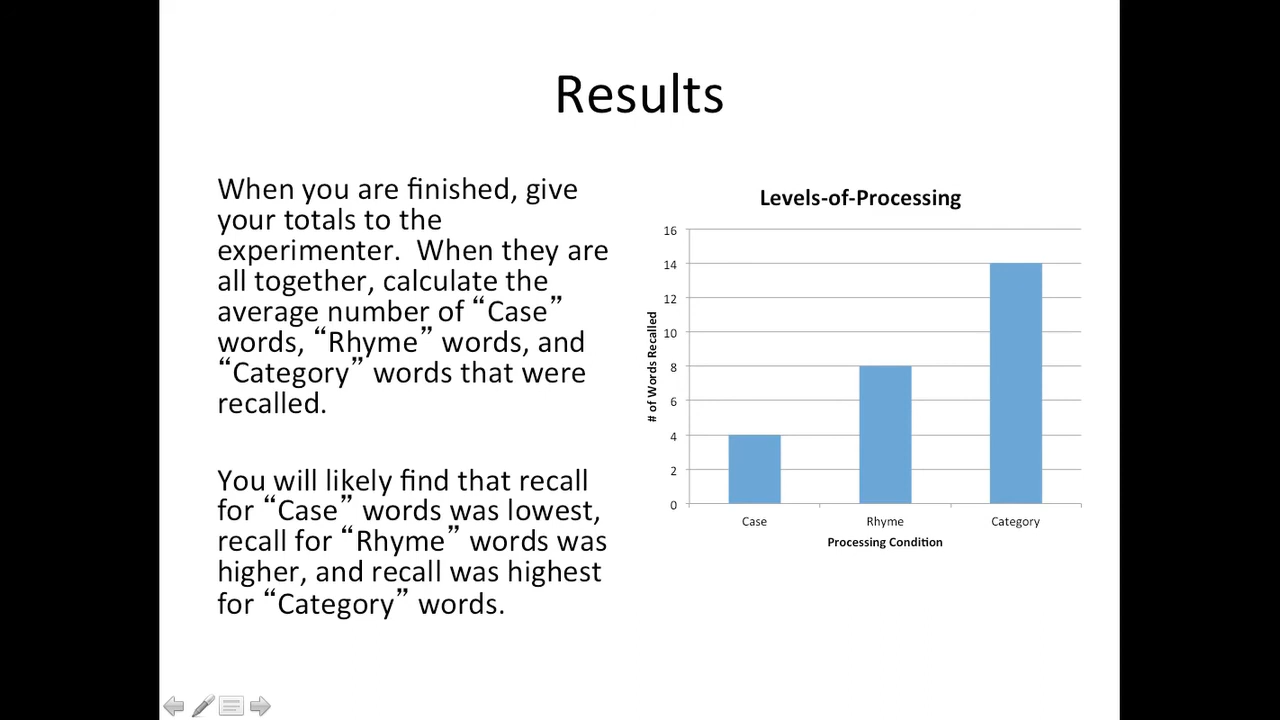 Results
When you are finished, give
your totals to the
experimenter.  When they are
all together, calculate the
average number of “Case”
words, “Rhyme” words, and
“Category” words that were
recalled.
You will likely find that recall
for “Case” words was lowest,
recall for “Rhyme” words was
higher, and recall was highest
for “Category” words.
Levels-of-Processing
# of Words Recalled
16
14
12
10
8
6
4
2
0
Case Rhyme Category
Processing Condition